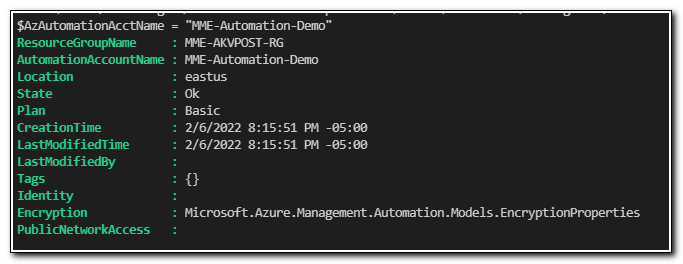 $AzAutomationAcctName = "MME-Automation-Demo"
ResourceGroupName     : MME-AKVPOST-RG
AutomationAccountName : MME-Automation-Demo
Location              : eastus
State                 : Ok
Plan                  : Basic
CreationTime          : 2/6/2022 8:15:51 PM -05:00
LastModifiedTime      : 2/6/2022 8:15:51 PM -05:00
LastModifiedBy        :
Tags                  : {}
Identity              :
Encryption            : Microsoft.Azure.Management.Automation.Models.EncryptionProperties
PublicNetworkAccess   :